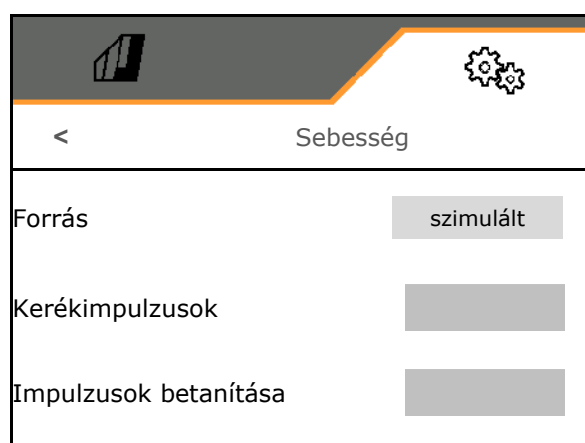 < Sebesség
Forrás szimulált
Kerékimpulzusok
Impulzusok betanítása